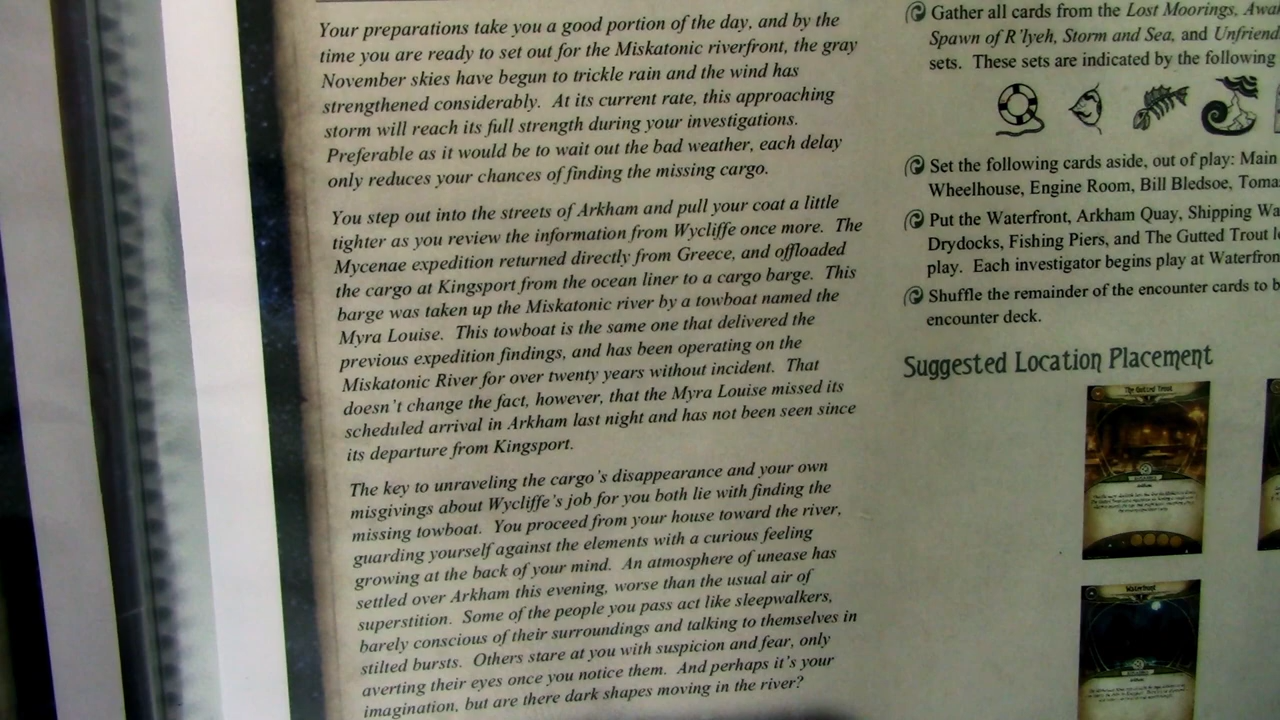 Your preparations take you a good portion of the day, and by the
time you are ready to set out for the Miskatonic riverfront, the gray
November skies have begun to trickle rain and the wind has
strengthened considerably. At its current rate, this approaching
storm will reach its full strength during your investigations.
Preferable as it would be to wait out the bad weather, each delay
only reduces your chances of finding the missing cargo.
You step out into the streets of Arkham and pull your coat a little
tighter as you review the information from Wycliffe once more. The
Mycenae expedition returned directly from Greece, and offloaded
the cargo at Kingsport from the ocean liner to a cargo barge. This
barge was taken up the Miskatonic river by a towboat named the
Myra Louise. This towboat is the same one that delivered the
previous expedition findings, and has been operating on the
Miskatonic River for over twenty years without incident. That
doesn't change the fact, however, that the Myra Louise missed its
scheduled arrival in Arkham last night and has not been seen since
its departure from Kingsport.
The key to unraveling the cargo's disappearance and your own
misgivings about Wycliffe's job for you both lie with finding the
missing towboat. You proceed from your house toward the river,
guarding yourself against the elements with a curious feeling
growing at the back of your mind. An atmosphere of unease has
settled over Arkham this evening, worse than the usual air of
superstition. Some of the people you pass act like sleepwalkers,
barely conscious of their surroundings and talking to themselves in
stilted bursts. Others stare at you with suspicion and fear, only
averting their eyes once you notice them. And perhaps it's your
imagination, but are there dark shapes moving in the river?
Gather all cards from the Lost Moorings,
Spawn of R'lyeh, Storm and Sea, and
sets. These sets are indicated by the following
Set the following cards aside, out of play: Main
Wheelhouse, Engine Room, Bill Bledsoe,
Put the Waterfront, Arkham Quay, Shipping
Drydocks, Fishing Piers, and The Gutted Trout
play. Each investigator begins play at
Shuffle the remainder of the encounter cards to
encounter deck.
Suggested Location Placement
The Gutted Trout
Waterfront